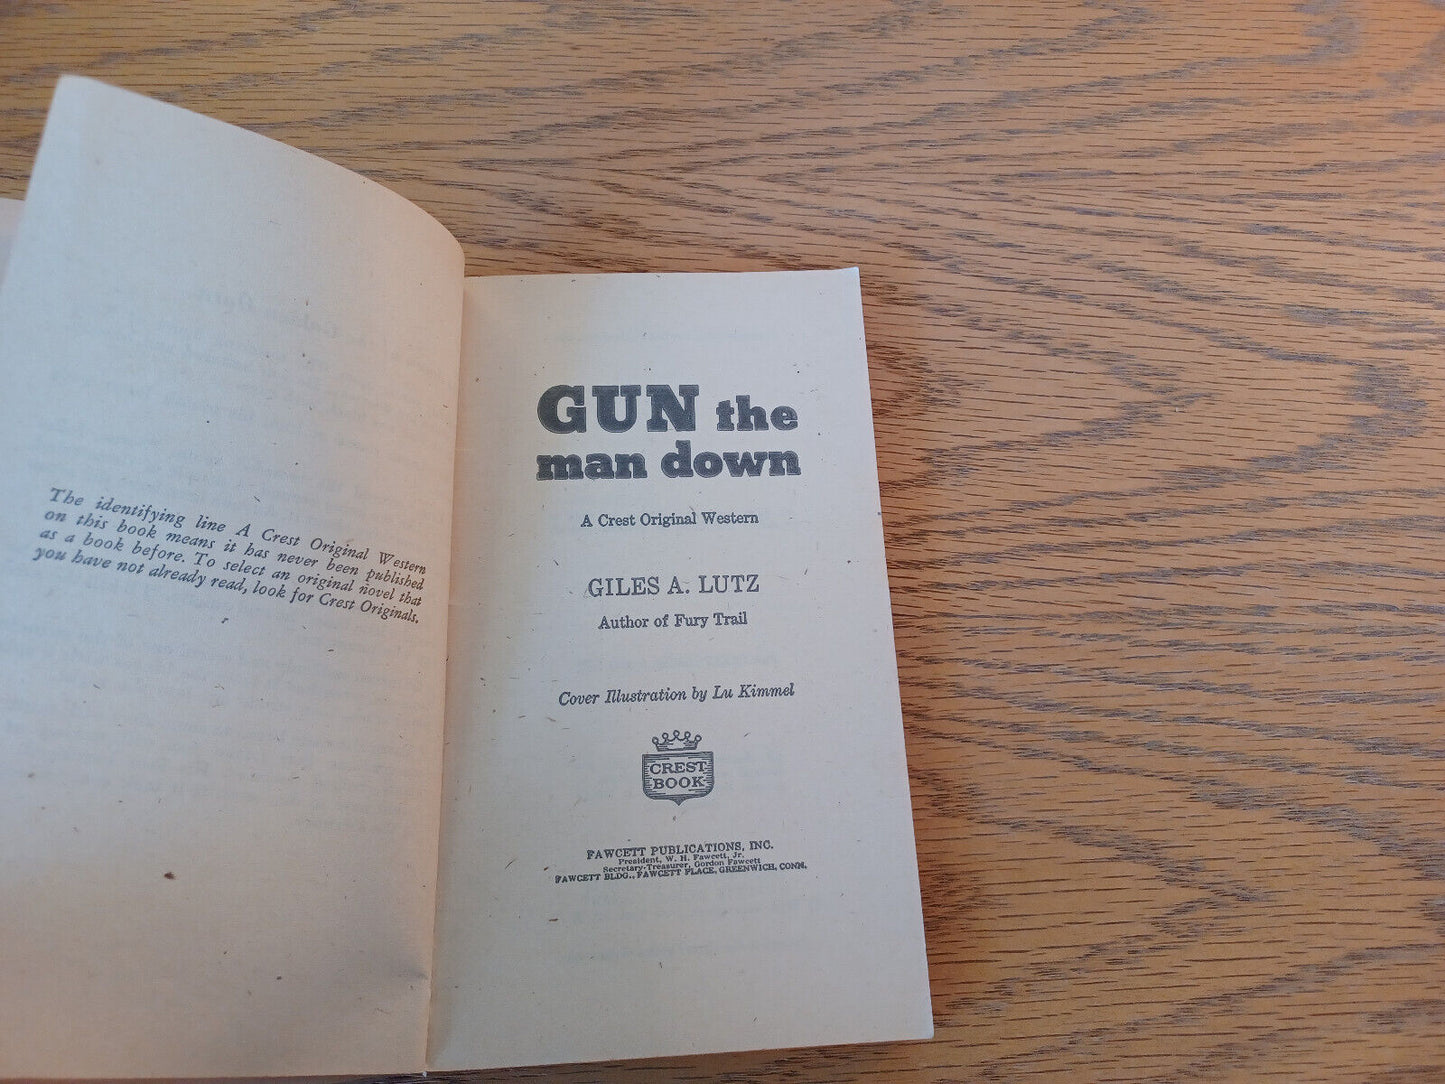 The identifying line A Crest Original Western
on this book means it has never been published
as a book before. To select an original novel that
you have not already read, look for Crest Originals.
GUN the
man down
A Crest Original Western
GILES A. LUTZ
Author of Fury Trail
Cover Illustration by Lu Kimmel
CREST
BOOK
FAWCETT PUBLICATIONS, INC.
President, W. H. Fawcett, Jr.
Secretary-Treasurer, Gordon Fawcett
FAWCETT BLDG., FAWCETT PLACE, GREENWICH, CONN.